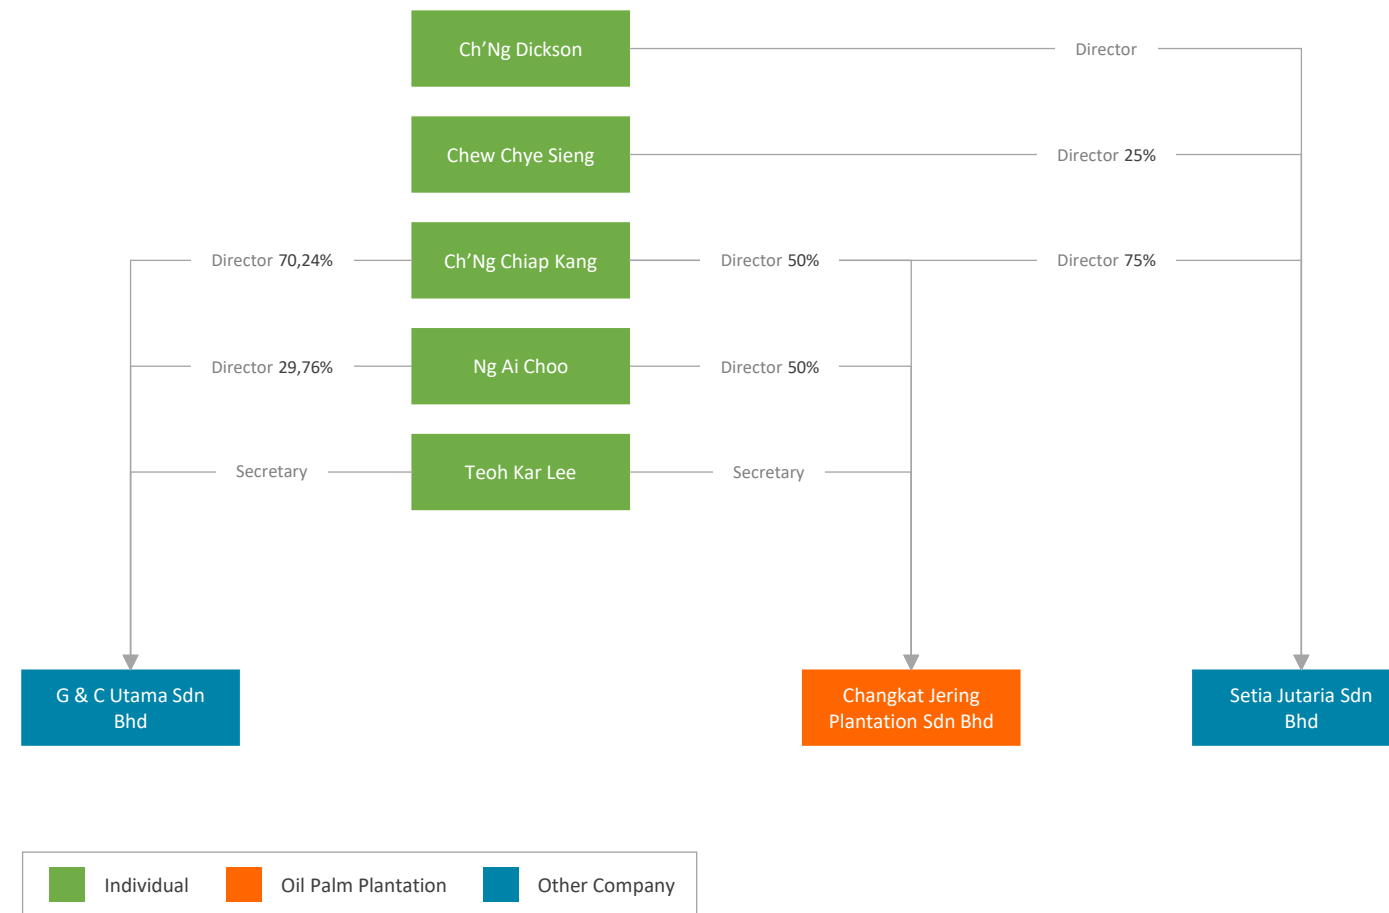 Ch’Ng Dickson
Director
Chew Chye Sieng
Director 25%
Director 70,24%
Ch’Ng Chiap Kang
Director 50%
Director 75%
Director 29,76%
Ng Ai Choo
Director 50%
Secretary
Teoh Kar Lee
Secretary
G & C Utama Sdn
Bhd
Changkat Jering
Plantation Sdn Bhd
Setia Jutaria Sdn
Bhd
Individual
Oil Palm Plantation
Other Company